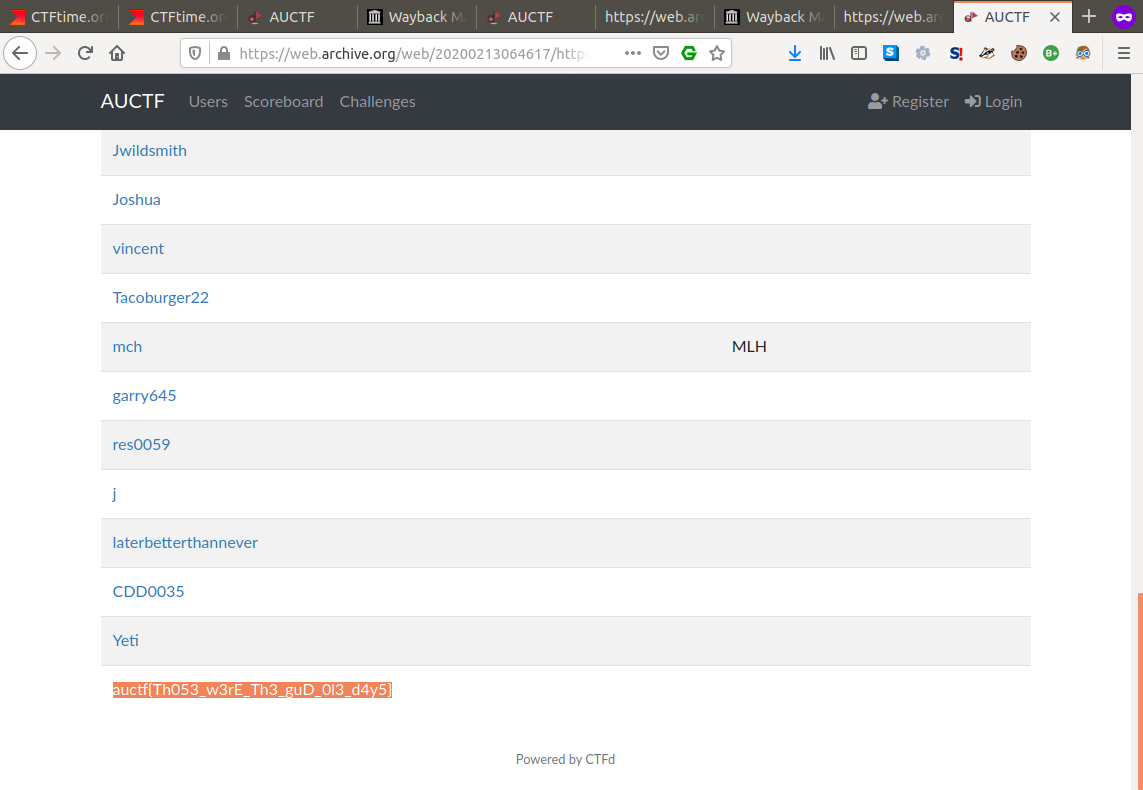 CTFtime.or CTFtime.or AUCTF Wayback M AUCTF https://web.ar Wayback M https://web.ar AUCTF
https://web.archive.org/web/20200213064617/http
AUCTF Users Scoreboard Challenges Register Login
Jwildsmith
Joshua
vincent
Tacoburger22
mch MLH
garry645
res0059
j
laterbetterthannever
CDD0035
Yeti
auctf{Th053_w3rE_Th3_guD_0l3_d4y5}
Powered by CTFd